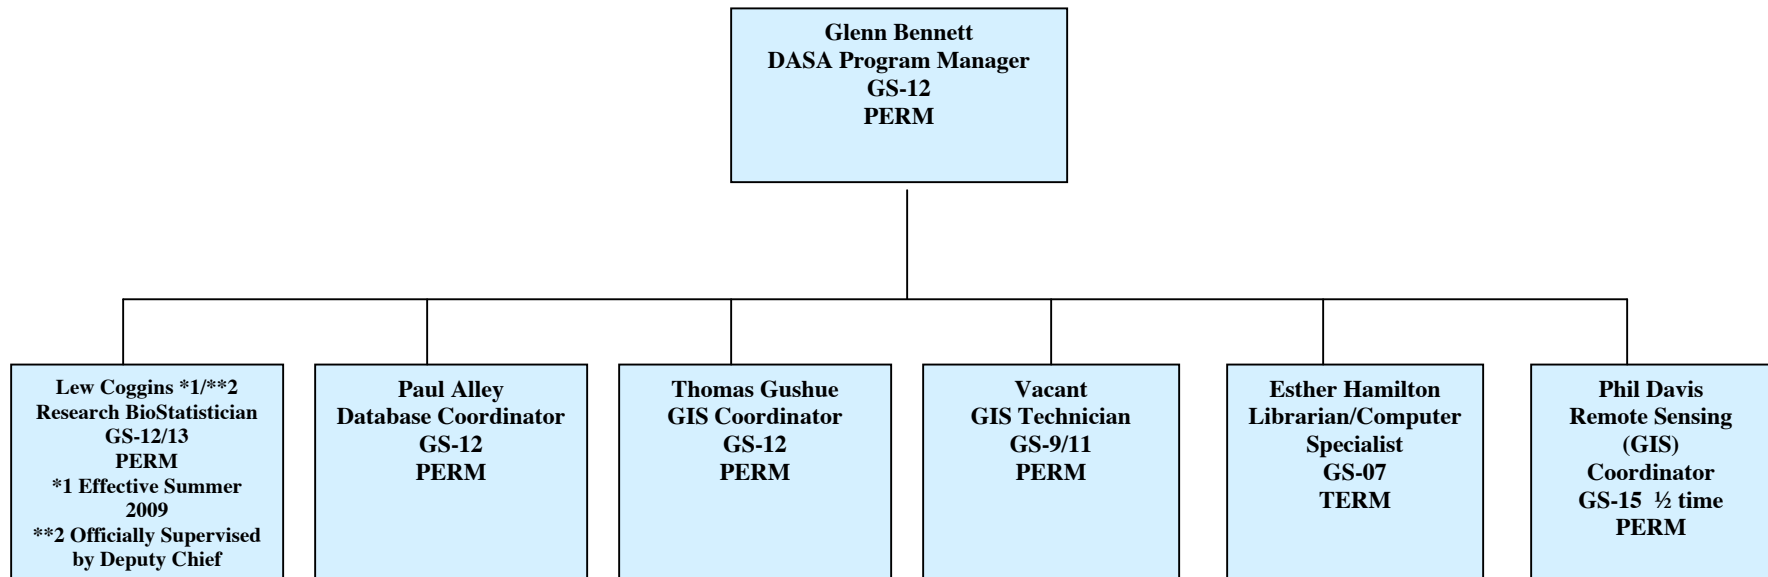 Glenn Bennett
DASA Program Manager
GS-12
PERM
Lew Coggins *1/**2
Research BioStatistician
GS-12/13
PERM
*1 Effective Summer
2009
**2 Officially Supervised
by Deputy Chief
Paul Alley
Database Coordinator
GS-12
PERM
Thomas Gushue
GIS Coordinator
GS-12
PERM
Vacant
GIS Technician
GS-9/11
PERM
Esther Hamilton
Librarian/Computer
Specialist
GS-07
TERM
Phil Davis
Remote Sensing
(GIS)
Coordinator
GS-15 ½ time
PERM